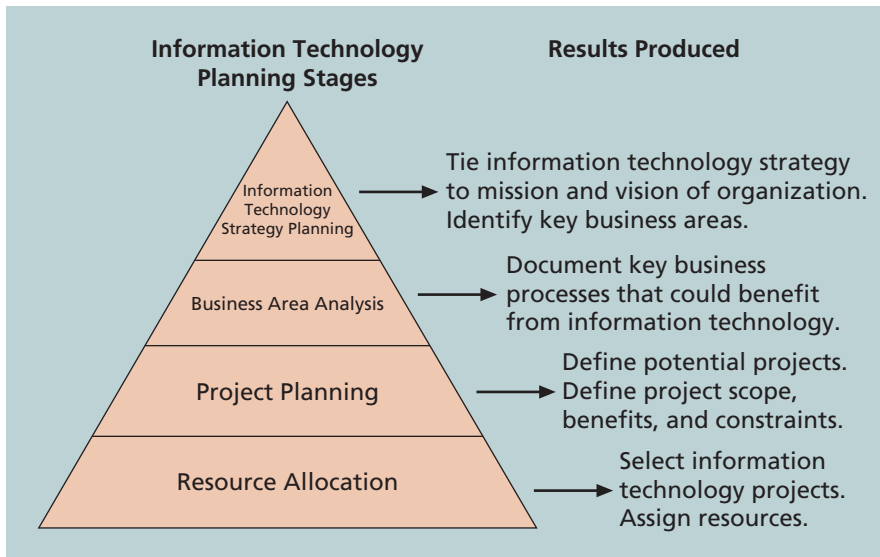 Information Technology
Planning Stages
Results Produced
Information
Technology
Strategy Planning
Tie information technology strategy
to mission and vision of organization.
Identify key business areas.
Business Area Analysis
Document key business
processes that could benefit
from information technology.
Project Planning
Define potential projects.
Define project scope,
benefits, and constraints.
Resource Allocation
Select information
technology projects.
Assign resources.